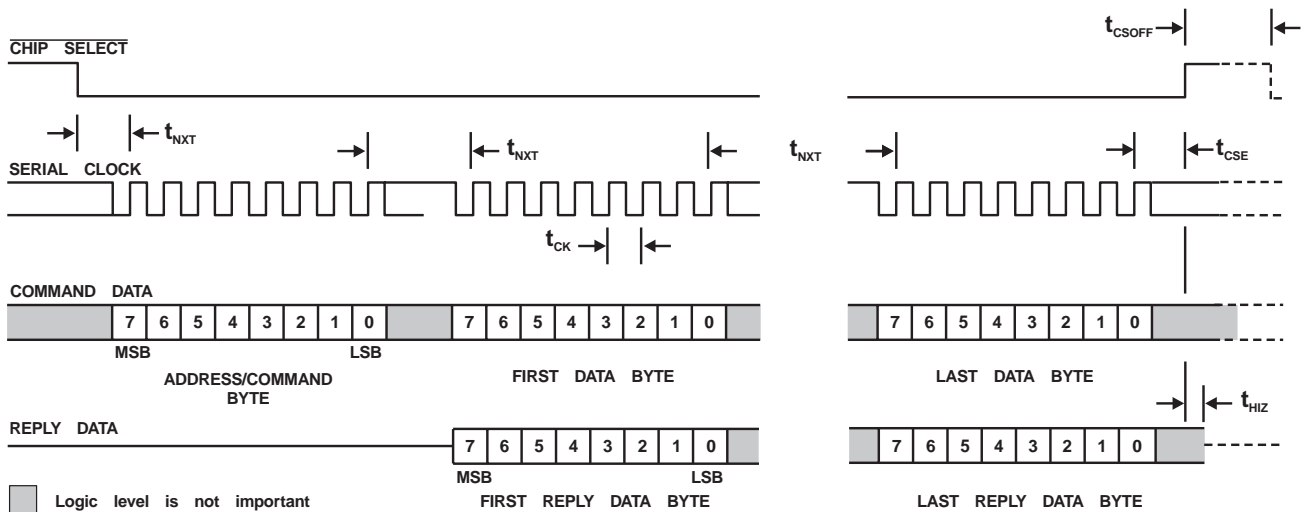 tCSOFF
CHIP SELECT
tNXT
tNXT
tNXT
tCSE
SERIAL CLOCK
tCK
COMMAND DATA
7 6 5 4 3 2 1 0 7 6 5 4 3 2 1 0 7 6 5 4 3 2 1 0
MSB LSB
ADDRESS/COMMAND
BYTE
FIRST DATA BYTE
LAST DATA BYTE
tHIZ
REPLY DATA
7 6 5 4 3 2 1 0 7 6 5 4 3 2 1 0
MSB LSB
Logic level is not important
FIRST REPLY DATA BYTE
LAST REPLY DATA BYTE